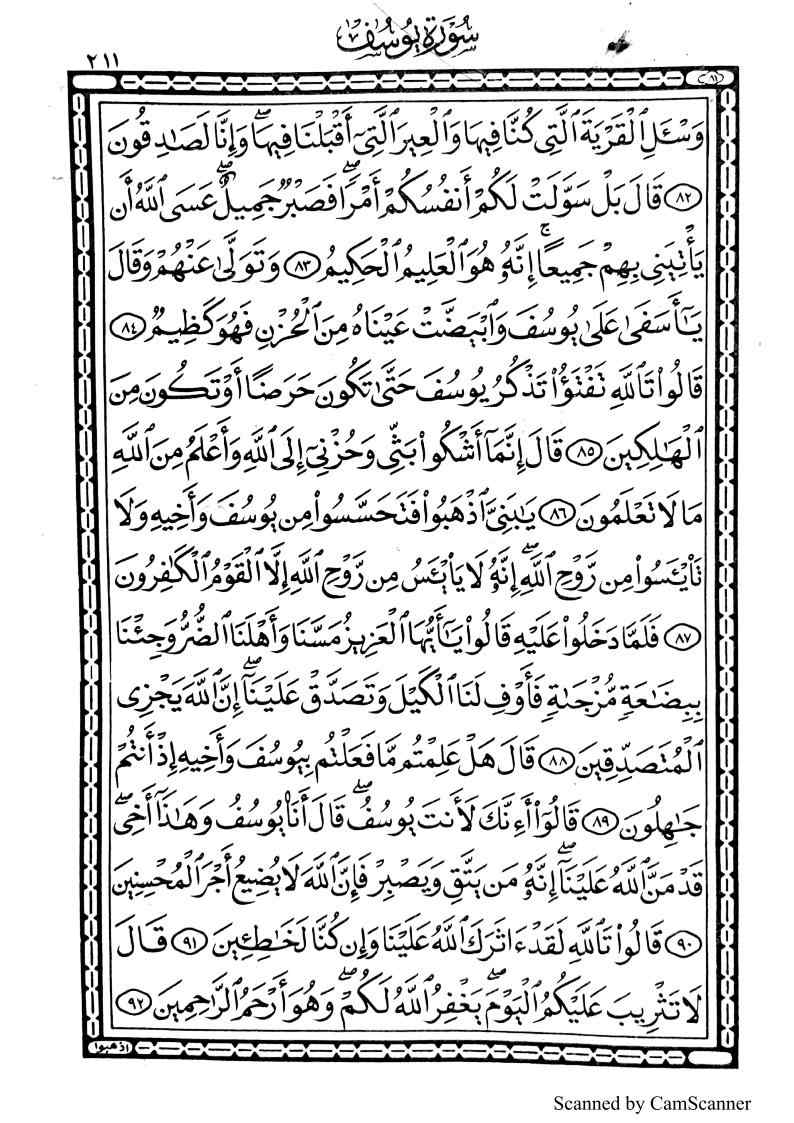 سُورَةُ يُوسُفَ
٢١١
وَسْـَٔلِ ٱلْقَرْيَةَ ٱلَّتِى كُنَّا فِيهَا وَٱلْعِيرَ ٱلَّتِىٓ أَقْبَلْنَا فِيهَاۖ وَإِنَّا لَصَٰدِقُونَ
٨٢ قَالَ بَلْ سَوَّلَتْ لَكُمْ أَنفُسُكُمْ أَمْرًاۖ فَصَبْرٌ جَمِيلٌۖ عَسَى ٱللَّهُ أَن
يَأْتِيَنِى بِهِمْ جَمِيعًاۚ إِنَّهُۥ هُوَ ٱلْعَلِيمُ ٱلْحَكِيمُ ٨٣ وَتَوَلَّىٰ عَنْهُمْ وَقَالَ
يَٰٓأَسَفَىٰ عَلَىٰ يُوسُفَ وَٱبْيَضَّتْ عَيْنَاهُ مِنَ ٱلْحُزْنِ فَهُوَ كَظِيمٌ ٨٤
قَالُوا۟ تَٱللَّهِ تَفْتَؤُا۟ تَذْكُرُ يُوسُفَ حَتَّىٰ تَكُونَ حَرَضًا أَوْ تَكُونَ مِنَ
ٱلْهَٰلِكِينَ ٨٥ قَالَ إِنَّمَآ أَشْكُوا۟ بَثِّى وَحُزْنِىٓ إِلَى ٱللَّهِ وَأَعْلَمُ مِنَ ٱللَّهِ
مَا لَا تَعْلَمُونَ ٨٦ يَٰبَنِىَّ ٱذْهَبُوا۟ فَتَحَسَّسُوا۟ مِن يُوسُفَ وَأَخِيهِ وَلَا
تَا۟يْـَٔسُوا۟ مِن رَّوْحِ ٱللَّهِۖ إِنَّهُۥ لَا يَا۟يْـَٔسُ مِن رَّوْحِ ٱللَّهِ إِلَّا ٱلْقَوْمُ ٱلْكَٰفِرُونَ
٨٧ فَلَمَّا دَخَلُوا۟ عَلَيْهِ قَالُوا۟ يَٰٓأَيُّهَا ٱلْعَزِيزُ مَسَّنَا وَأَهْلَنَا ٱلضُّرُّ وَجِئْنَا
بِبِضَٰعَةٍ مُّزْجَىٰةٍ فَأَوْفِ لَنَا ٱلْكَيْلَ وَتَصَدَّقْ عَلَيْنَآۖ إِنَّ ٱللَّهَ يَجْزِى
ٱلْمُتَصَدِّقِينَ ٨٨ قَالَ هَلْ عَلِمْتُم مَّا فَعَلْتُم بِيُوسُفَ وَأَخِيهِ إِذْ أَنتُمْ
جَٰهِلُونَ ٨٩ قَالُوٓا۟ أَءِنَّكَ لَأَنتَ يُوسُفُۖ قَالَ أَنَا۠ يُوسُفُ وَهَٰذَآ أَخِىۖ
قَدْ مَنَّ ٱللَّهُ عَلَيْنَآۖ إِنَّهُۥ مَن يَتَّقِ وَيَصْبِرْ فَإِنَّ ٱللَّهَ لَا يُضِيعُ أَجْرَ ٱلْمُحْسِنِينَ
٩٠ قَالُوا۟ تَٱللَّهِ لَقَدْ ءَاثَرَكَ ٱللَّهُ عَلَيْنَا وَإِن كُنَّا لَخَٰطِـِٔينَ ٩١ قَالَ
لَا تَثْرِيبَ عَلَيْكُمُ ٱلْيَوْمَۖ يَغْفِرُ ٱللَّهُ لَكُمْۖ وَهُوَ أَرْحَمُ ٱلرَّٰحِمِينَ ٩٢
اذهبوا
Scanned by CamScanner